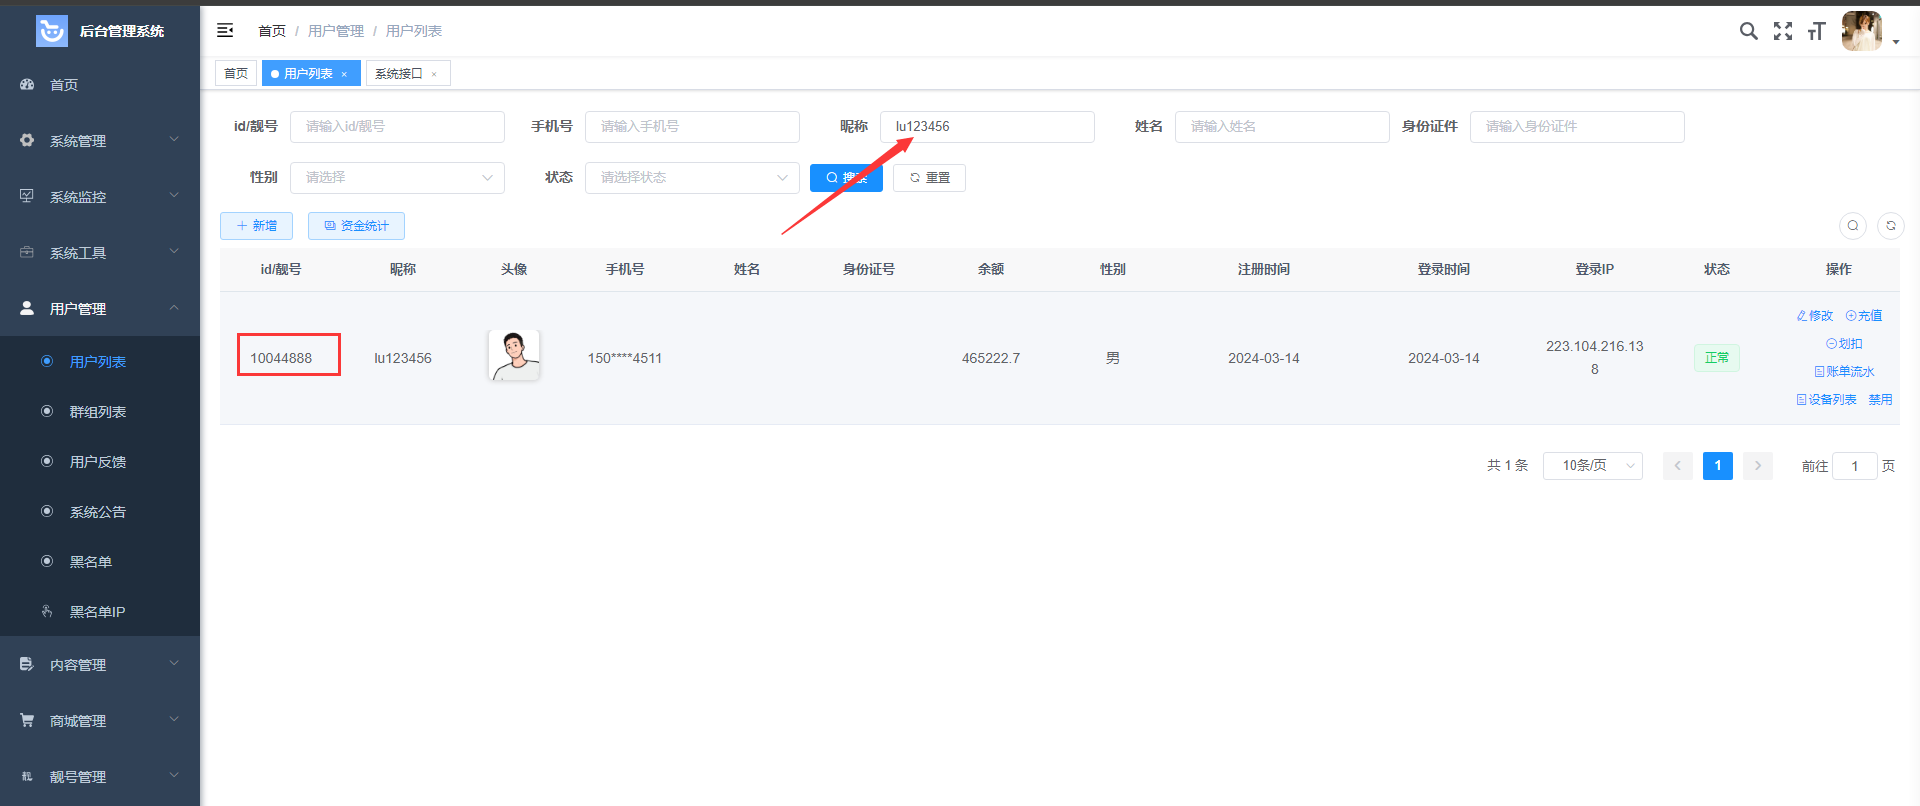 后台管理系统
首页
系统管理
系统监控
系统工具
用户管理
用户列表
群组列表
用户反馈
系统公告
黑名单
黑名单IP
内容管理
商城管理
靓号管理
首页 / 用户管理 / 用户列表
首页 用户列表 × 系统接口 ×
id/靓号 请输入id/靓号 手机号 请输入手机号 昵称 lu123456 姓名 请输入姓名 身份证件 请输入身份证件
性别 请选择 状态 请选择状态 搜索 重置
新增 资金统计
id/靓号 昵称 头像 手机号 姓名 身份证号 余额 性别 注册时间 登录时间 登录IP 状态 操作
10044888 lu123456 150****4511 465222.7 男 2024-03-14 2024-03-14 223.104.216.13
8
正常
修改 充值
划扣
账单流水
设备列表 禁用
共 1 条 10条/页 1 前往 1 页